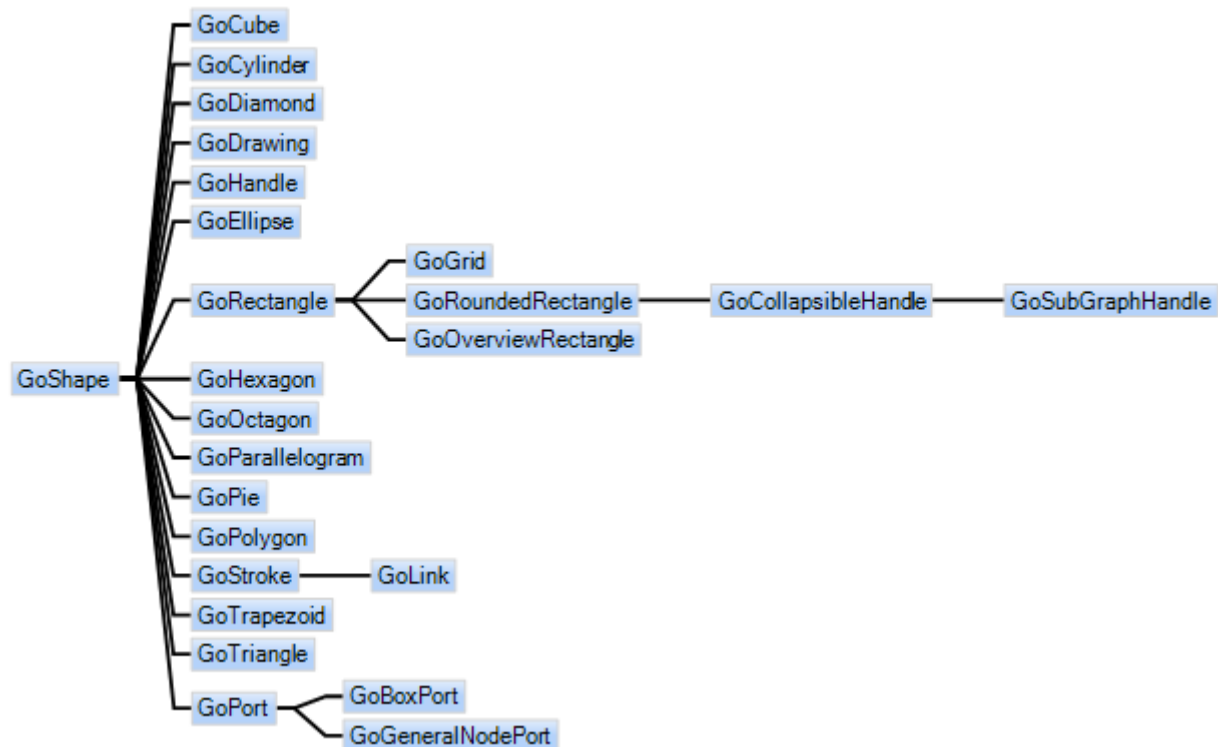 GoCube
GoCylinder
GoDiamond
GoDrawing
GoHandle
GoEllipse
GoGrid
GoRectangle GoRoundedRectangle GoCollapsibleHandle GoSubGraphHandle
GoOverviewRectangle
GoShape GoHexagon
GoOctagon
GoParallelogram
GoPie
GoPolygon
GoStroke GoLink
GoTrapezoid
GoTriangle
GoBoxPort
GoPort
GoGeneralNodePort